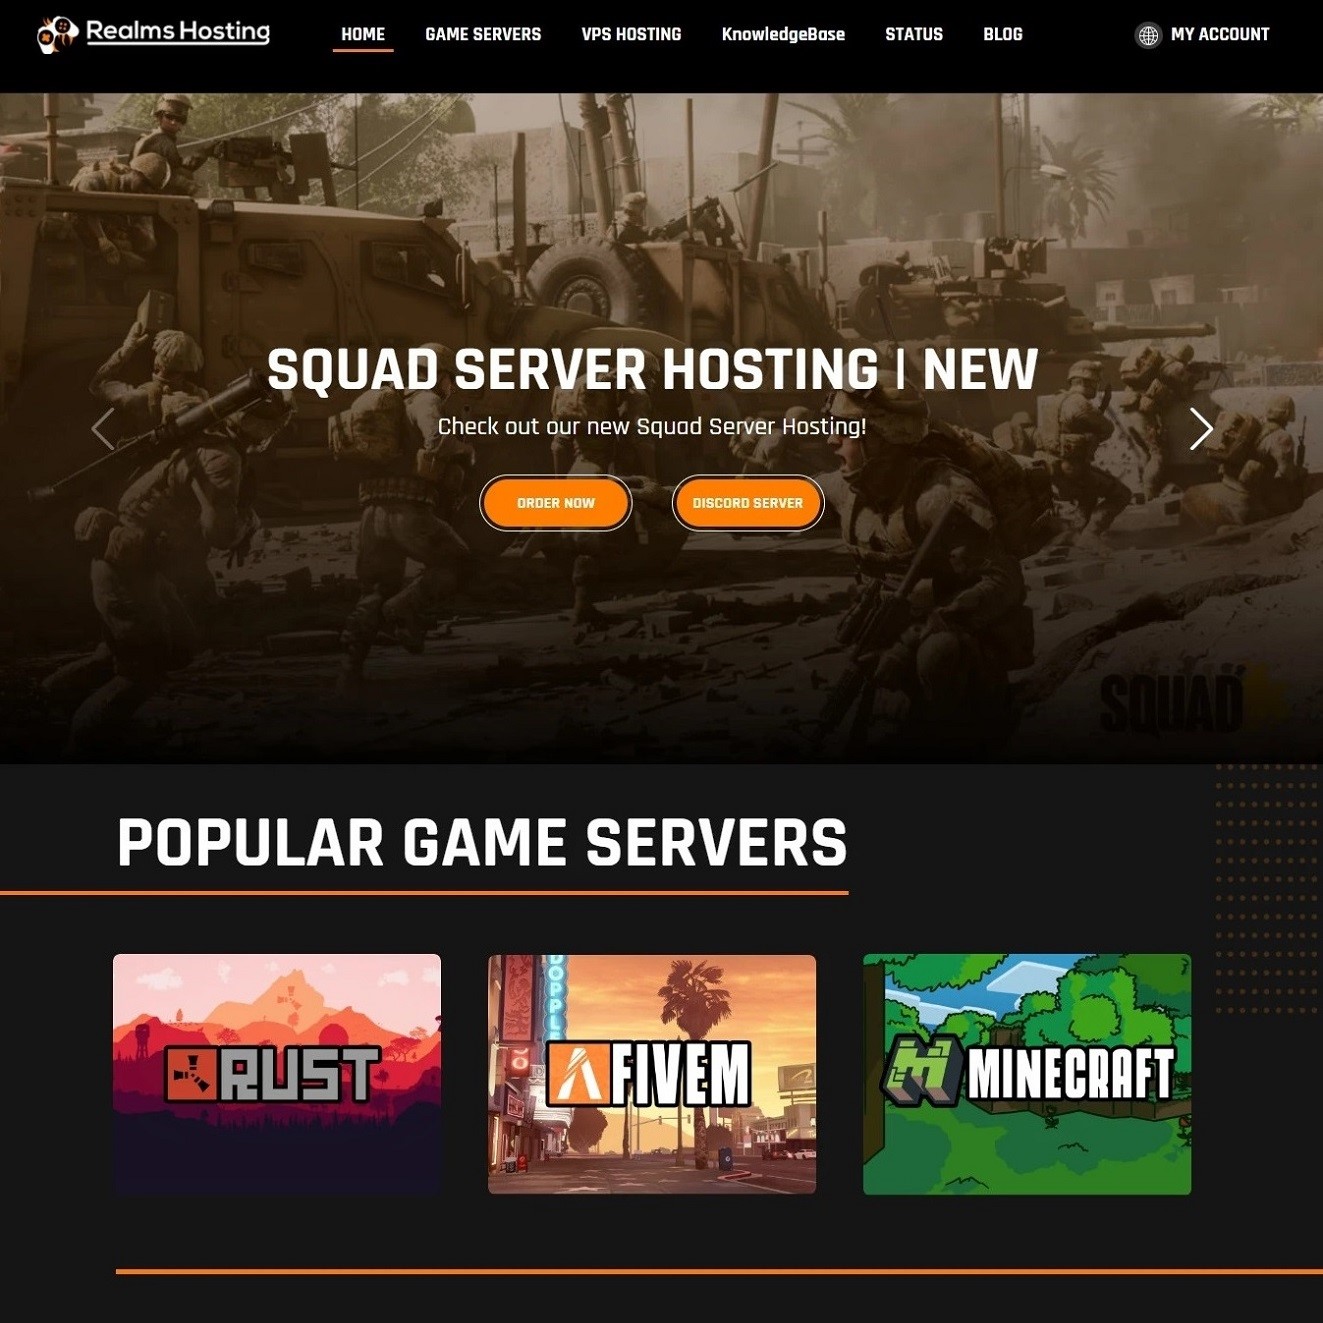 Realms Hosting
HOME
GAME SERVERS
VPS HOSTING
KnowledgeBase
STATUS
BLOG
MY ACCOUNT
SQUAD SERVER HOSTING | NEW
Check out our new Squad Server Hosting!
ORDER NOW
DISCORD SERVER
SQUAD
POPULAR GAME SERVERS
RUST
DOPPLE
FIVEM
MINECRAFT